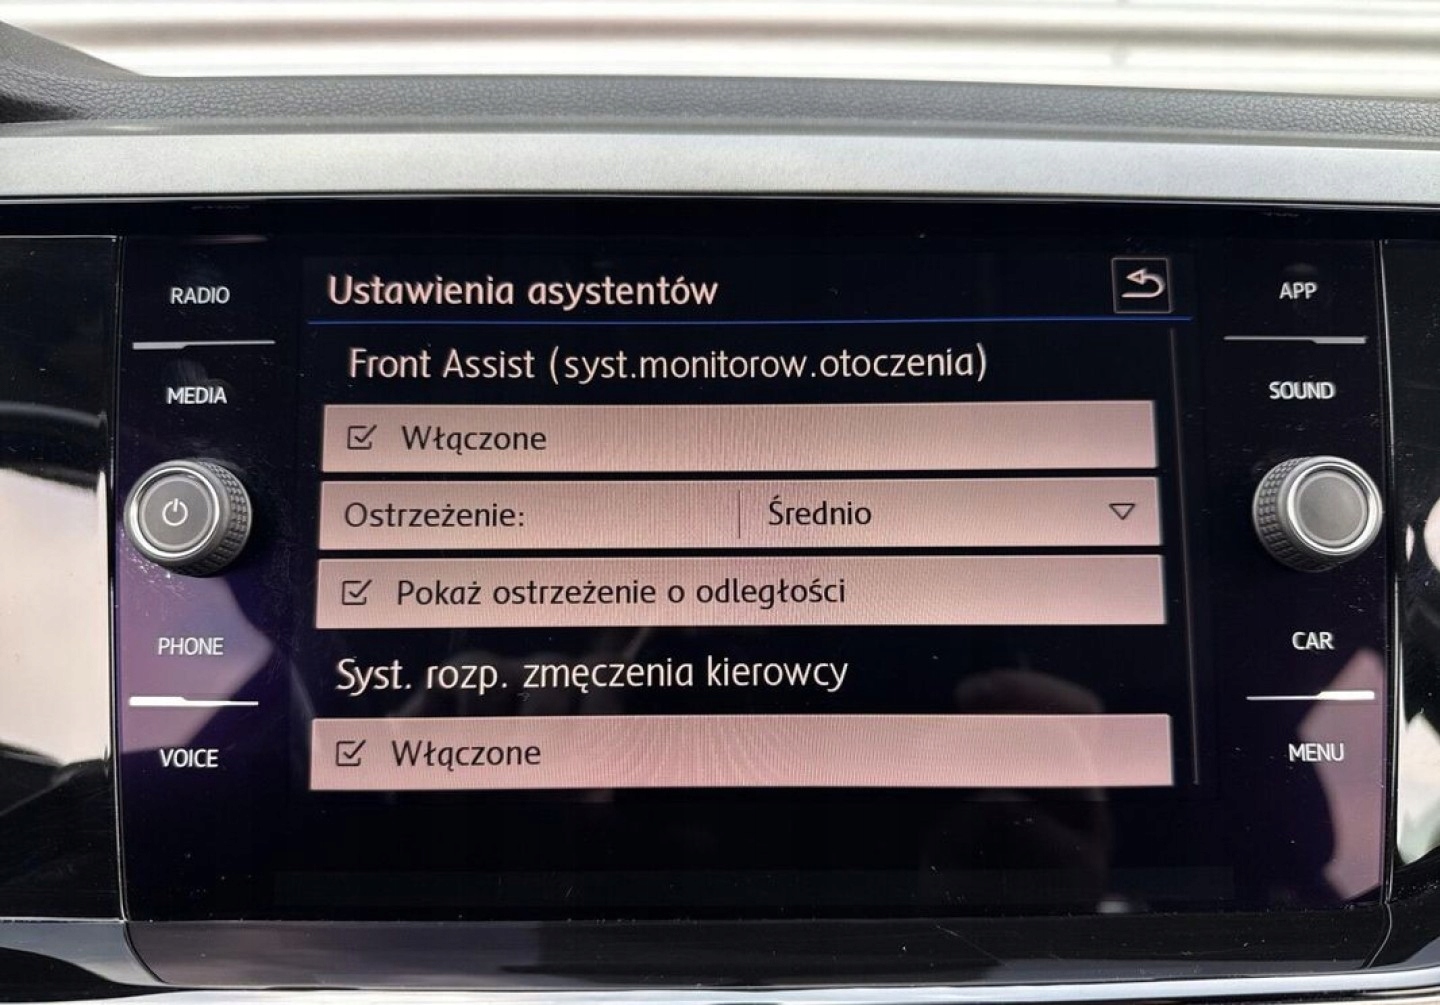 Ustawienia asystentów
RADIO
APP
Front Assist (syst.monitorow.otoczenia)
MEDIA
SOUND
Włączone
Ostrzeżenie:
Średnio
Pokaż ostrzeżenie o odległości
PHONE
CAR
Syst. rozp. zmęczenia kierowcy
VOICE
Włączone
MENU